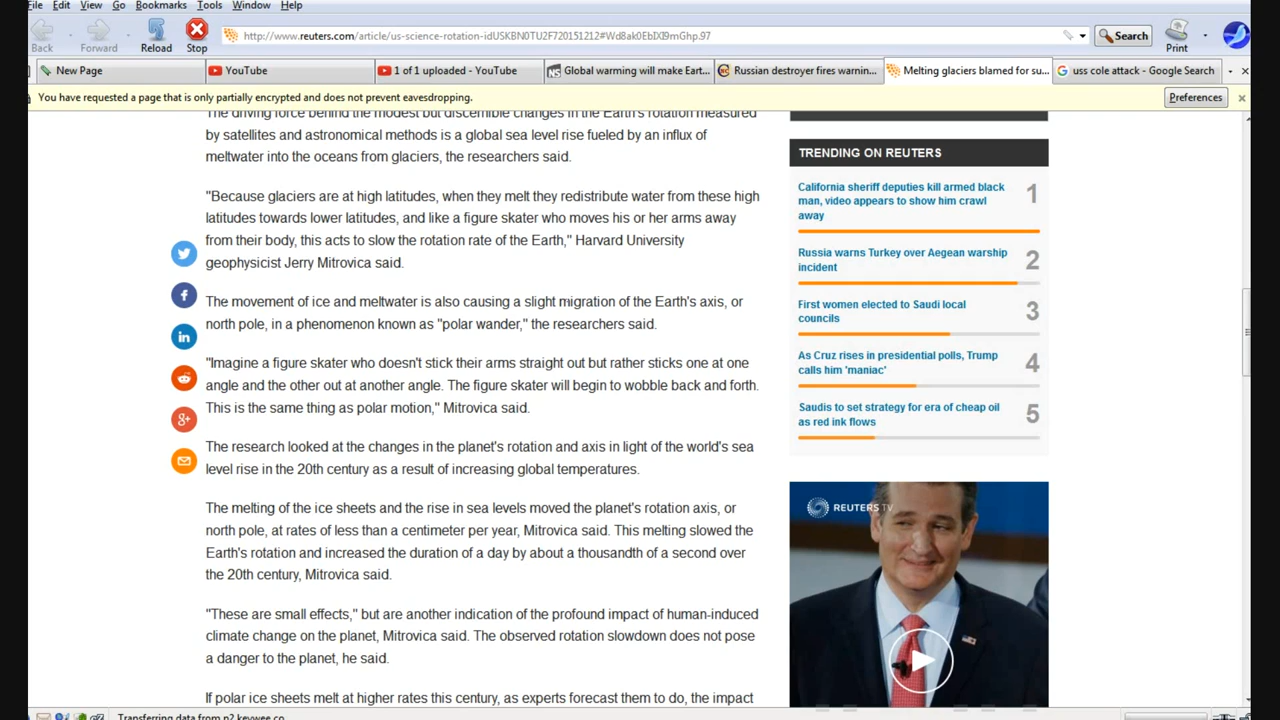 File Edit View Go Bookmarks Tools Window Help
Back Forward Reload Stop http://www.reuters.com/article/us-science-rotation-idUSKBN0TU2F720151212#Wd8ak0EbIXI9mGhp.97 Search Print
New Page YouTube 1 of 1 uploaded - YouTube Global warming will make Eart... Russian destroyer fires warnin... Melting glaciers blamed for su... uss cole attack - Google Search
You have requested a page that is only partially encrypted and does not prevent eavesdropping. Preferences
The driving force behind the modest but discernible changes in the Earth's rotation measured
by satellites and astronomical methods is a global sea level rise fueled by an influx of
meltwater into the oceans from glaciers, the researchers said.
"Because glaciers are at high latitudes, when they melt they redistribute water from these high
latitudes towards lower latitudes, and like a figure skater who moves his or her arms away
from their body, this acts to slow the rotation rate of the Earth," Harvard University
geophysicist Jerry Mitrovica said.
The movement of ice and meltwater is also causing a slight migration of the Earth's axis, or
north pole, in a phenomenon known as "polar wander," the researchers said.
"Imagine a figure skater who doesn't stick their arms straight out but rather sticks one at one
angle and the other out at another angle. The figure skater will begin to wobble back and forth.
This is the same thing as polar motion," Mitrovica said.
The research looked at the changes in the planet's rotation and axis in light of the world's sea
level rise in the 20th century as a result of increasing global temperatures.
The melting of the ice sheets and the rise in sea levels moved the planet's rotation axis, or
north pole, at rates of less than a centimeter per year, Mitrovica said. This melting slowed the
Earth's rotation and increased the duration of a day by about a thousandth of a second over
the 20th century, Mitrovica said.
"These are small effects," but are another indication of the profound impact of human-induced
climate change on the planet, Mitrovica said. The observed rotation slowdown does not pose
a danger to the planet, he said.
If polar ice sheets melt at higher rates this century, as experts forecast them to do, the impact
TRENDING ON REUTERS
California sheriff deputies kill armed black 1
man, video appears to show him crawl
away
Russia warns Turkey over Aegean warship 2
incident
First women elected to Saudi local 3
councils
As Cruz rises in presidential polls, Trump 4
calls him 'maniac'
Saudis to set strategy for era of cheap oil 5
as red ink flows
REUTERS TV
Transferring data from p2.keywee.co